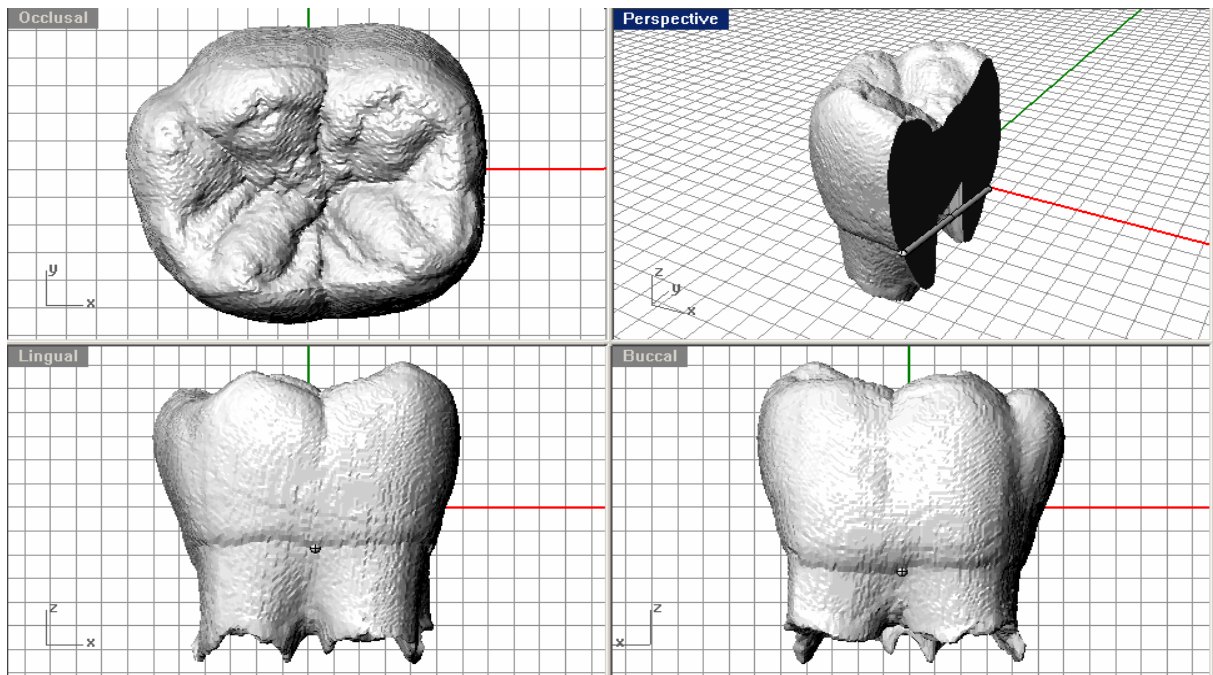 Occlusal
Perspective
y
x
z
y
x
Lingual
Buccal
z
x
z
x